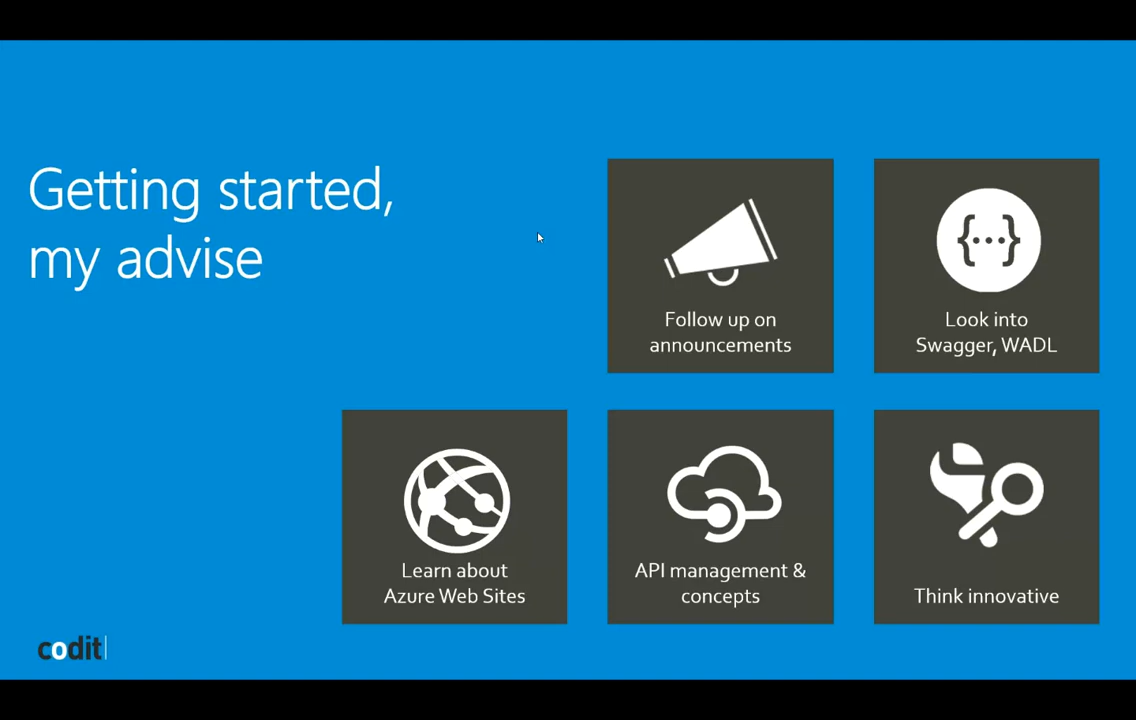 Getting started,
my advise
Follow up on
announcements
{...}
Look into
Swagger, WADL
Learn about
Azure Web Sites
API management &
concepts
Think innovative
codit